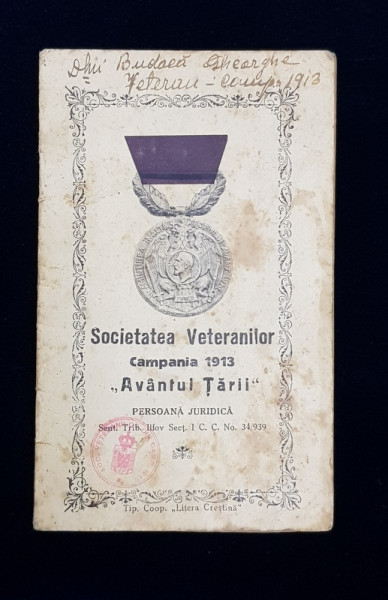 Dlui Budacă Gheorghe
Veteran - Comp. 1913
Societatea Veteranilor
Campania 1913
„Avântul Țării“
PERSOANĂ JURIDICĂ
Sent. Trib. Ilfov Secț. I C. C. No. 34,939
Tip. Coop. „Litera Creștină“